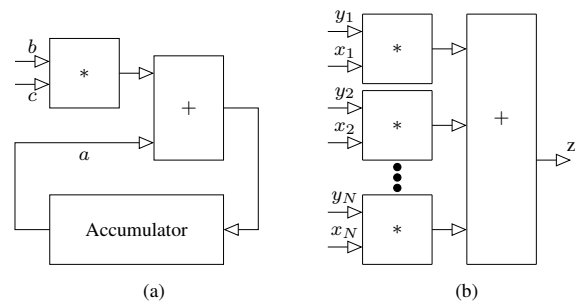 b
c
*
+
a
Accumulator
(a)
y1
x1
*
y2
x2
*
+
z
yN
xN
*
(b)